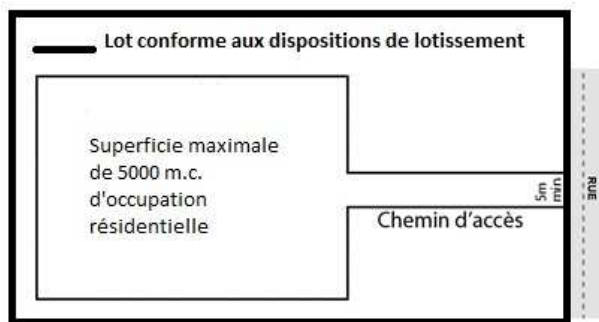 Lot conforme aux dispositions de lotissement
Superficie maximale
de 5000 m.c.
d'occupation
résidentielle
Chemin d'accès
5m
min
RUE